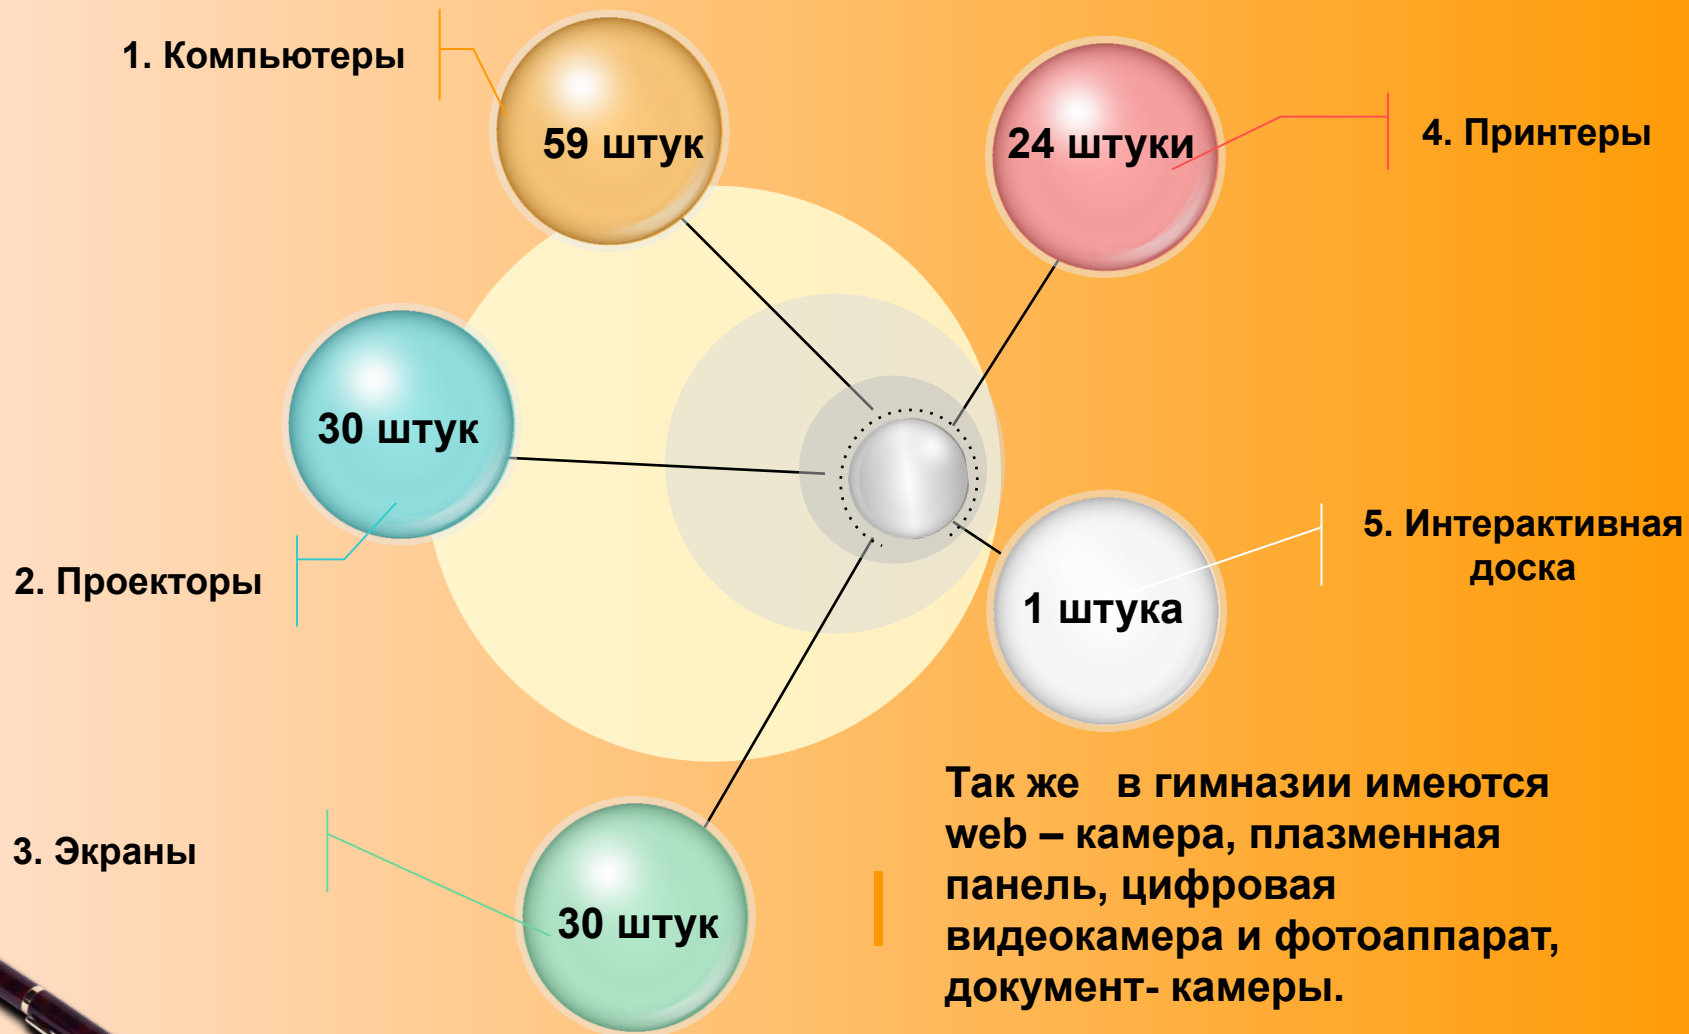 1. Компьютеры
59 штук
24 штуки
4. Принтеры
30 штук
2. Проекторы
5. Интерактивная
доска
1 штука
3. Экраны
30 штук
Так же в гимназии имеются
web – камера, плазменная
панель, цифровая
видеокамера и фотоаппарат,
документ- камеры.